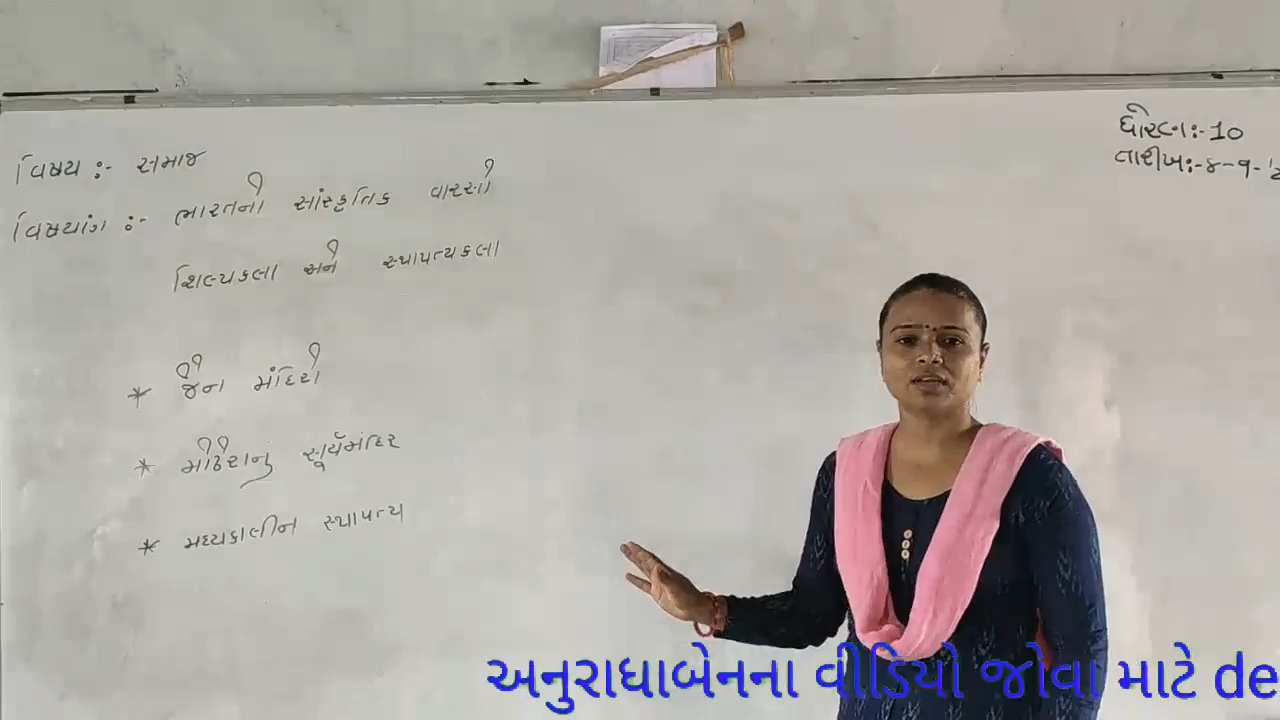 વિષય :- સમાજ
વિષયાંગ :- ભારતનો સાંસ્કૃતિક વારસો
શિલ્પકલા અને સ્થાપત્યકલા
* જૈન મંદિરો
* મોઢેરાનું સૂર્યમંદિર
* મધ્યકાલીન સ્થાપત્ય
ધોરણ:-10
તારીખ:-૪-૧-'૨
અનુરાધાબેનના વીડિયો જોવા માટે de